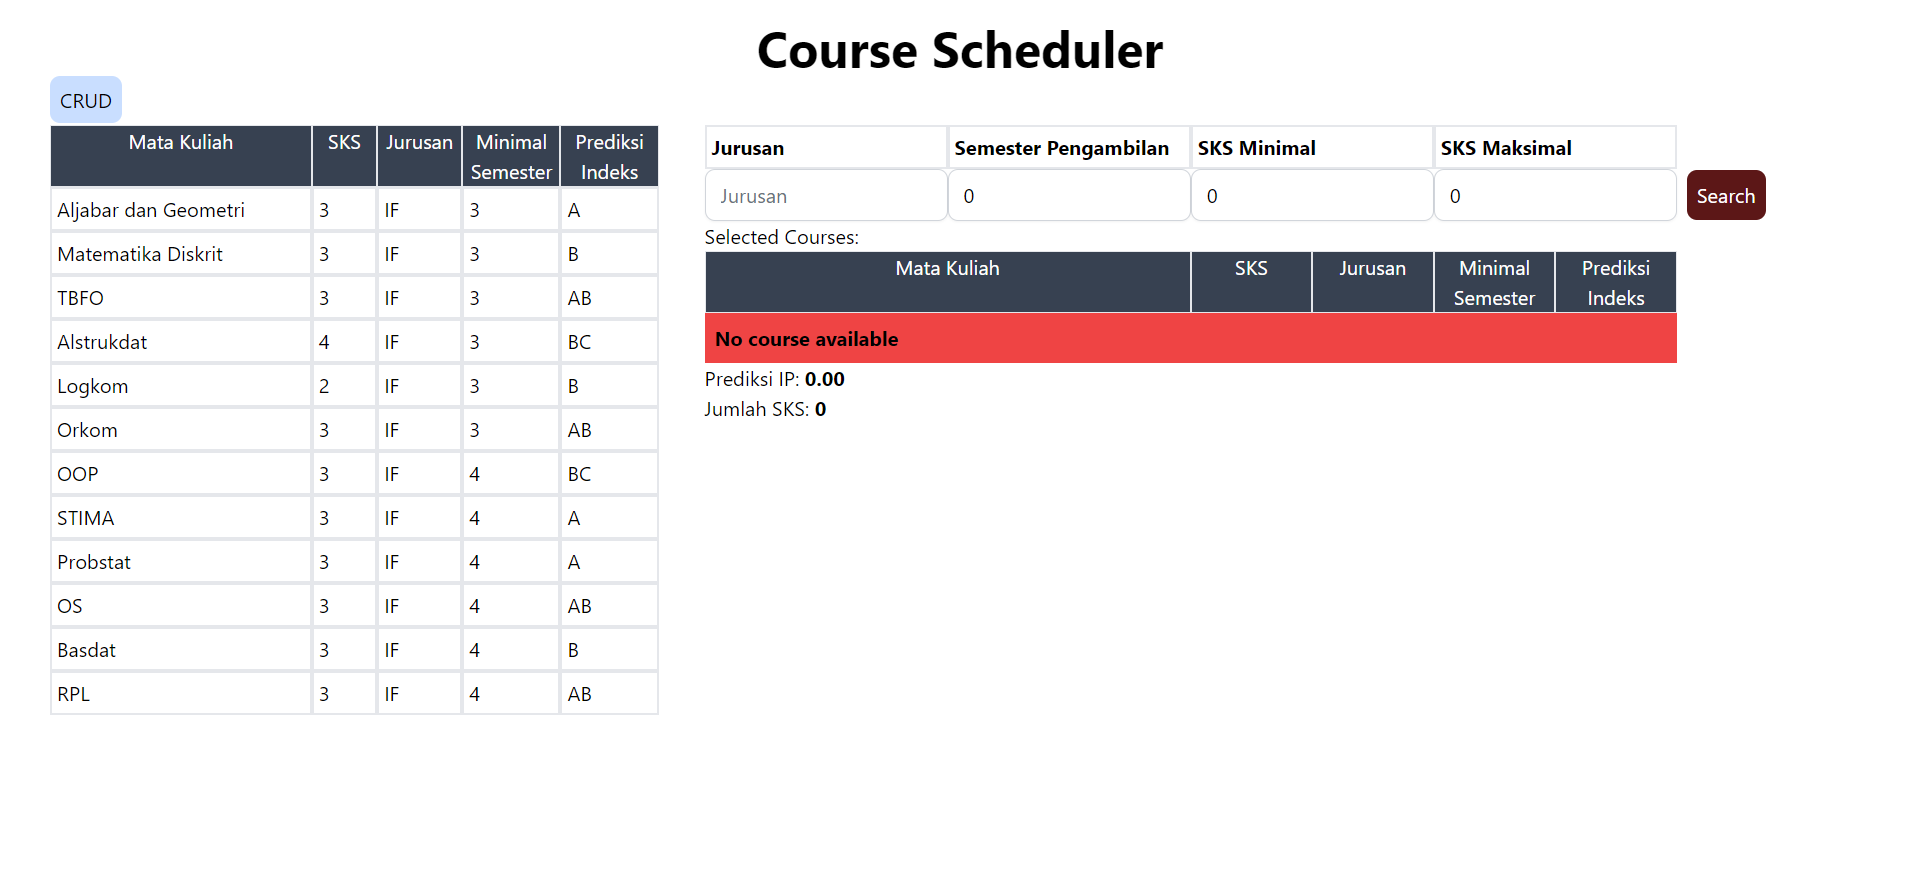 Course Scheduler
CRUD
Mata Kuliah SKS Jurusan Minimal Semester Prediksi Indeks
Aljabar dan Geometri 3 IF 3 A
Matematika Diskrit 3 IF 3 B
TBFO 3 IF 3 AB
Alstrukdat 4 IF 3 BC
Logkom 2 IF 3 B
Orkom 3 IF 3 AB
OOP 3 IF 4 BC
STIMA 3 IF 4 A
Probstat 3 IF 4 A
OS 3 IF 4 AB
Basdat 3 IF 4 B
RPL 3 IF 4 AB
Jurusan Semester Pengambilan SKS Minimal SKS Maksimal
Jurusan 0 0 0 Search
Selected Courses:
Mata Kuliah SKS Jurusan Minimal Semester Prediksi Indeks
No course available
Prediksi IP: 0.00
Jumlah SKS: 0